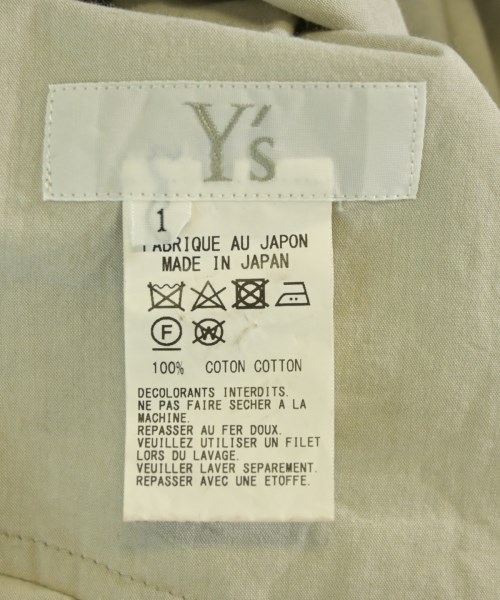 Y's
1
FABRIQUE AU JAPON
MADE IN JAPAN
F W
100% COTON COTTON
DECOLORANTS INTERDITS.
NE PAS FAIRE SECHER A LA
MACHINE.
REPASSER AU FER DOUX.
VEUILLEZ UTILISER UN FILET
LORS DU LAVAGE.
VEUILLER LAVER SEPAREMENT.
REPASSER AVEC UNE ETOFFE.